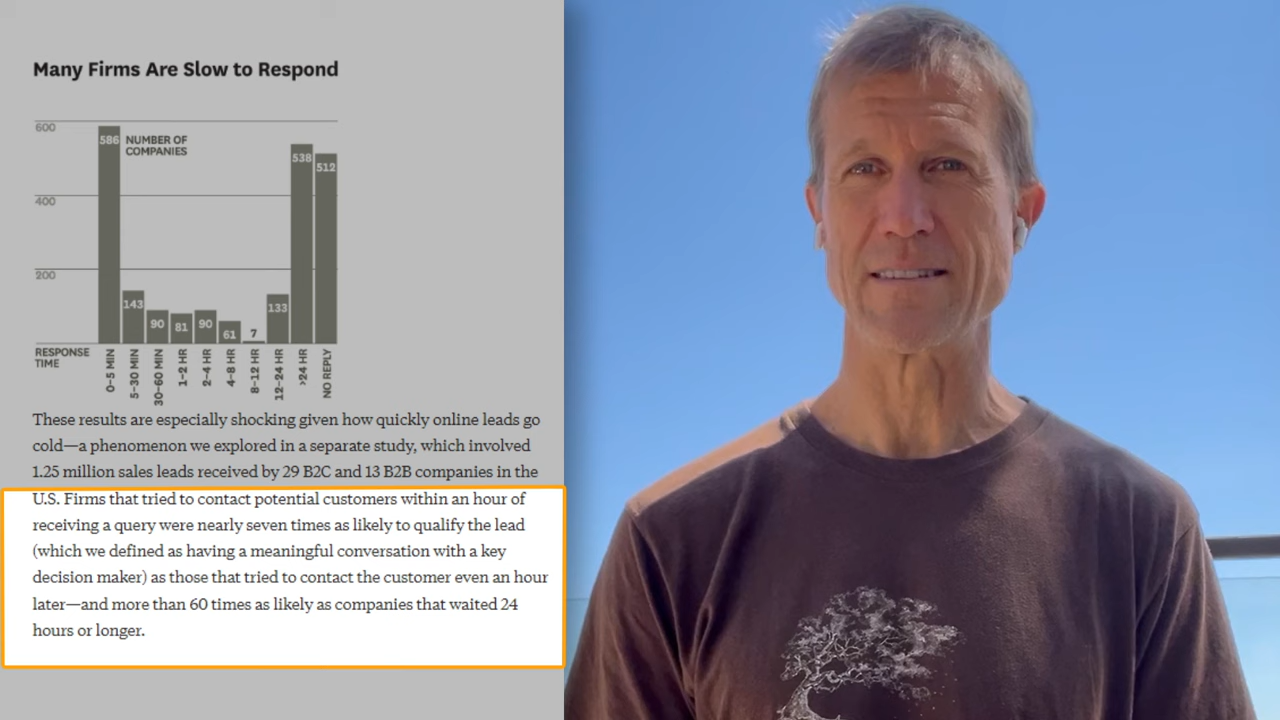 Many Firms Are Slow to Respond
600
586
NUMBER OF
COMPANIES
538
512
400
200
143
90
81
90
61
7
133
RESPONSE
TIME
0–5 MIN
5–30 MIN
30–60 MIN
1–2 HR
2–4 HR
4–8 HR
8–12 HR
12–24 HR
>24 HR
NO REPLY
These results are especially shocking given how quickly online leads go
cold—a phenomenon we explored in a separate study, which involved
1.25 million sales leads received by 29 B2C and 13 B2B companies in the
U.S. Firms that tried to contact potential customers within an hour of
receiving a query were nearly seven times as likely to qualify the lead
(which we defined as having a meaningful conversation with a key
decision maker) as those that tried to contact the customer even an hour
later—and more than 60 times as likely as companies that waited 24
hours or longer.